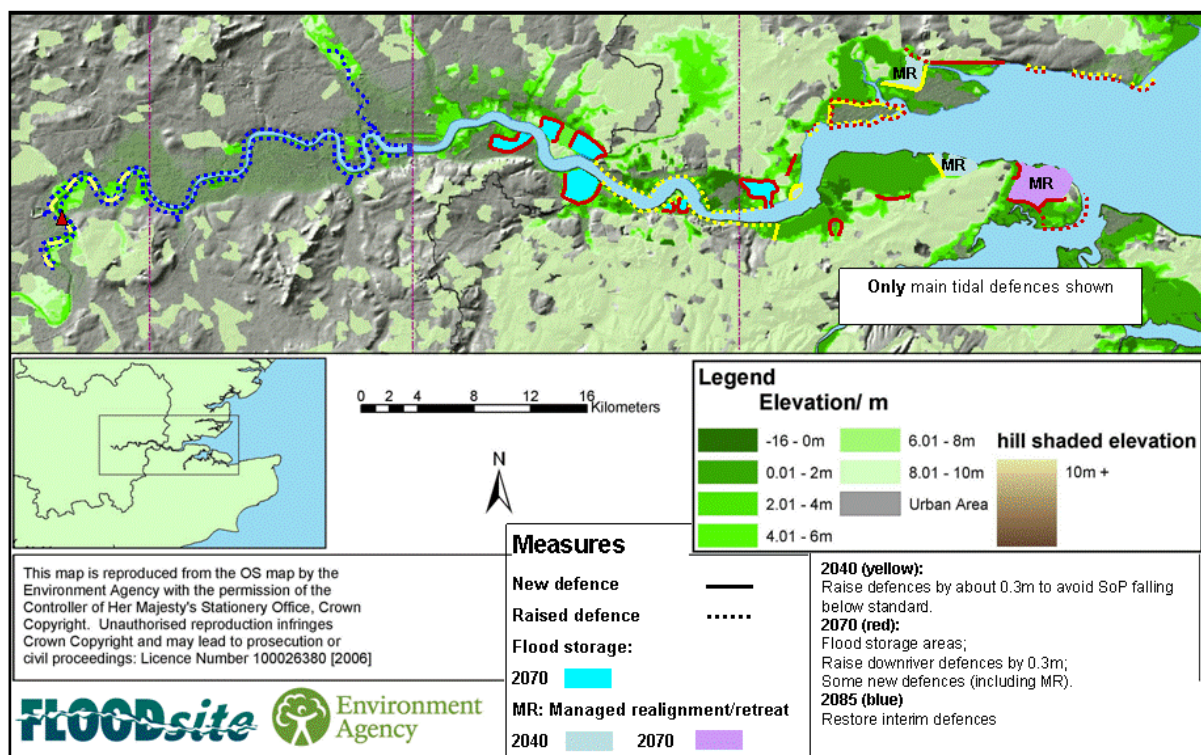 MR
MR
MR
Only main tidal defences shown
0 2 4 8 12 16
Kilometers
N
Legend
Elevation/ m
-16 - 0m
0.01 - 2m
2.01 - 4m
4.01 - 6m
6.01 - 8m
8.01 - 10m
Urban Area
hill shaded elevation
10m +
This map is reproduced from the OS map by the
Environment Agency with the permission of the
Controller of Her Majesty's Stationery Office, Crown
Copyright. Unauthorised reproduction infringes
Crown Copyright and may lead to prosecution or
civil proceedings: Licence Number 100026380 [2006]
FLOODsite
Environment
Agency
Measures
New defence
Raised defence
Flood storage:
2070
MR: Managed realignment/retreat
2040 2070
2040 (yellow):
Raise defences by about 0.3m to avoid SoP falling
below standard.
2070 (red):
Flood storage areas;
Raise downriver defences by 0.3m;
Some new defences (including MR).
2085 (blue)
Restore interim defences